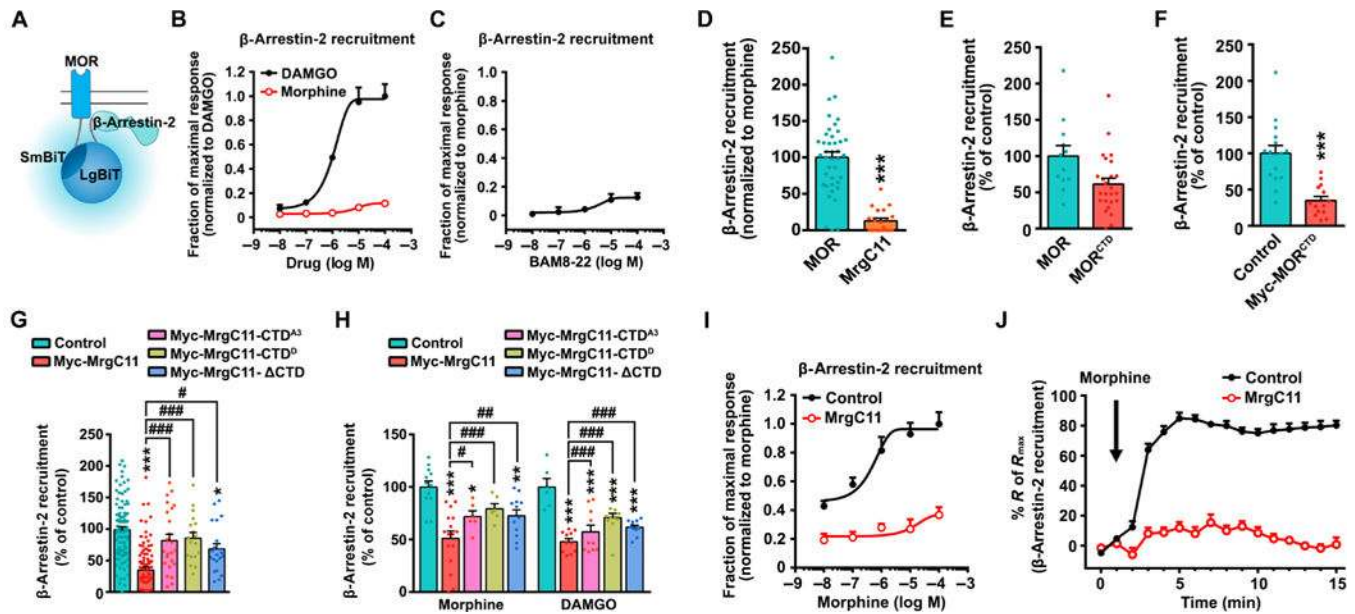 A
MOR
β-Arrestin-2
SmBiT
LgBiT
B
β-Arrestin-2 recruitment
Fraction of maximal response
(normalized to DAMGO)
1.2
1.0
0.8
0.6
0.4
0.2
0
DAMGO
Morphine
−9 −8 −7 −6 −5 −4 −3
Drug (log M)
C
β-Arrestin-2 recruitment
Fraction of maximal response
(normalized to morphine)
1.0
0.8
0.6
0.4
0.2
0.0
−9 −8 −7 −6 −5 −4 −3
BAM8-22 (log M)
D
β-Arrestin-2 recruitment
(normalized to morphine)
250
200
150
100
50
0
***
MOR
MrgC11
E
β-Arrestin-2 recruitment
(% of control)
250
200
150
100
50
0
MOR
MOR^CTD
F
β-Arrestin-2 recruitment
(% of control)
250
200
150
100
50
0
***
Control
Myc-MOR^CTD
G
Control
Myc-MrgC11
Myc-MrgC11-CTD^A3
Myc-MrgC11-CTD^D
Myc-MrgC11- ΔCTD
#
###
###
***
*
β-Arrestin-2 recruitment
(% of control)
250
200
150
100
50
0
H
Control
Myc-MrgC11
Myc-MrgC11-CTD^A3
Myc-MrgC11-CTD^D
Myc-MrgC11- ΔCTD
##
###
#
***
*
**
###
###
###
***
***
***
***
β-Arrestin-2 recruitment
(% of control)
150
100
50
0
Morphine
DAMGO
I
β-Arrestin-2 recruitment
Fraction of maximal response
(normalized to morphine)
1.4
1.2
1.0
0.8
0.6
0.4
0.2
0
Control
MrgC11
−9 −8 −7 −6 −5 −4 −3
Morphine (log M)
J
Morphine
Control
MrgC11
% R of Rmax
(β-Arrestin-2 recruitment)
100
80
60
40
20
0
−20
0 5 10 15
Time (min)